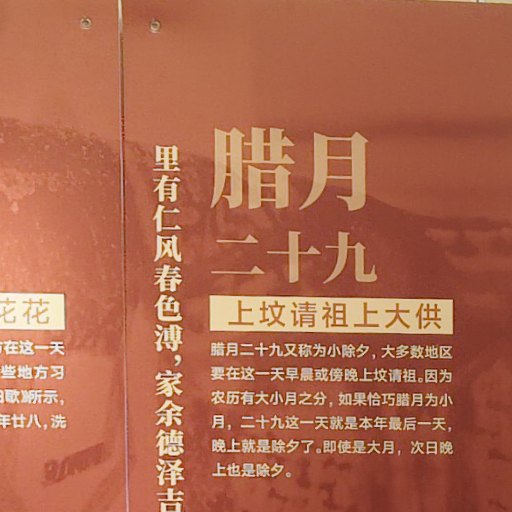 腊月
二十九
上坟请祖上大供
腊月二十九又称为小除夕，大多数地区
要在这一天早晨或傍晚上坟请祖。因为
农历有大小月之分，如果恰巧腊月为小
月，二十九这一天就是本年最后一天，
晚上就是除夕了。即使是大月，次日晚
上也是除夕。
里有仁风春色溥，家余德泽吉
花花
在这一天
些地方习
歌》所示，
年廿八，洗